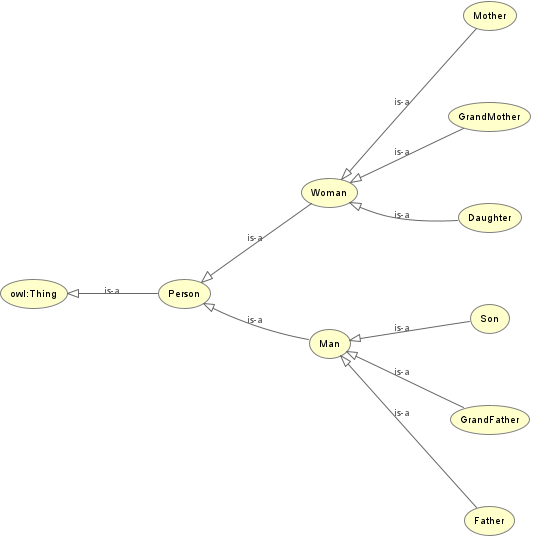 Mother
is-a
GrandMother
is-a
Woman
Daughter
is-a
is-a
owl:Thing
is-a
Person
is-a
Man
is-a
Son
is-a
GrandFather
is-a
Father